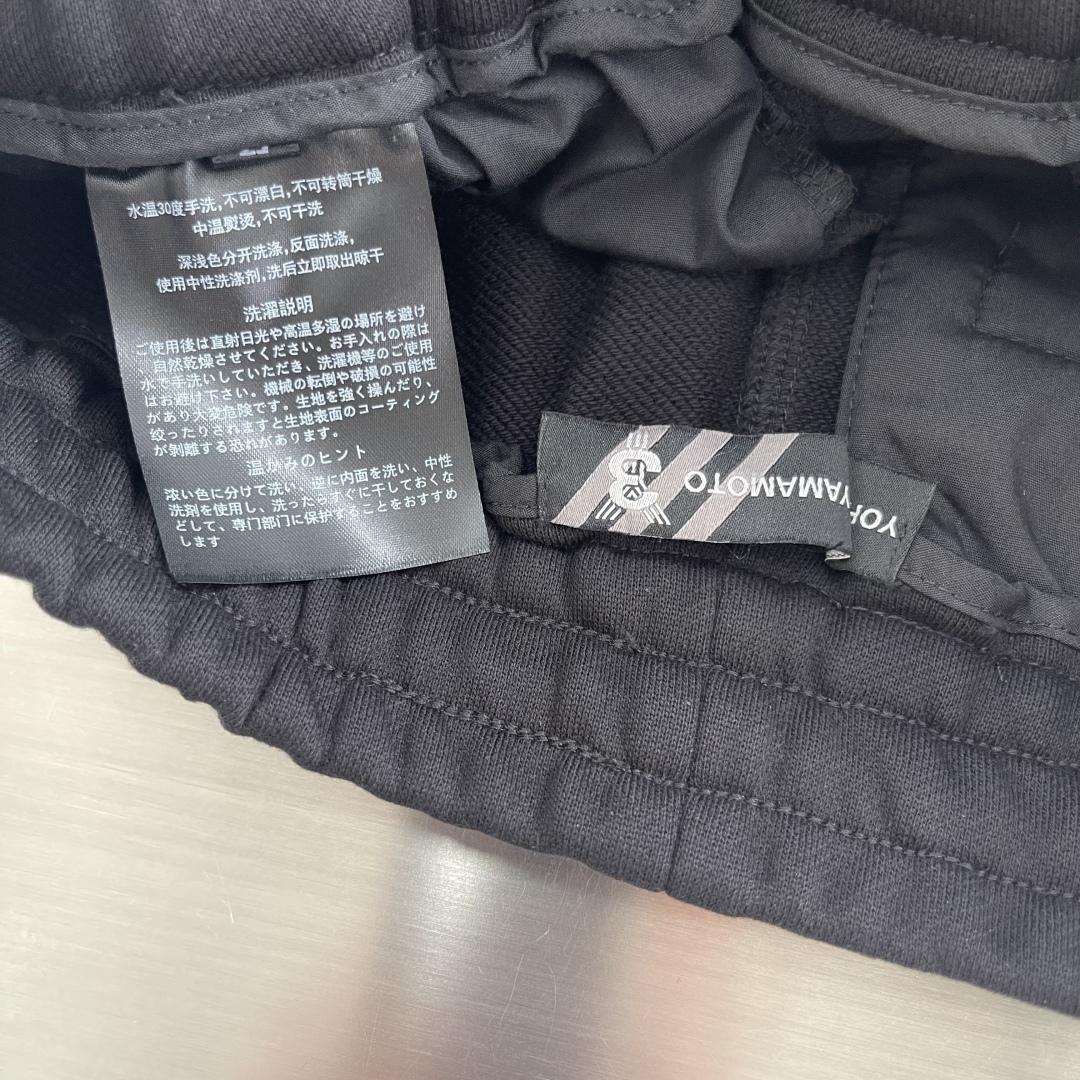 水温30度手洗,不可漂白,不可转筒干燥
中温熨烫,不可干洗
深浅色分开洗涤,反面洗涤,
使用中性洗涤剂,洗后立即取出晾干
洗濯説明
ご使用後は直射日光や高温多湿の場所を避け
自然乾燥させてください。お手入れの際は
水で手洗いしていただき、洗濯機等のご使用
はお避け下さい。機械の転倒や破損の可能性
があり大変危険です。生地を強く揉んだり、
絞ったりされますと生地表面のコーティング
が剥離する恐れがあります。
温かみのヒント
浓い色に分けて洗い、逆に内面を洗い、中性
洗剤を使用し、洗ったらすぐに干しておくな
どして、専门部门に保護することをおすすめ
します
YOH
YAMAMOTO